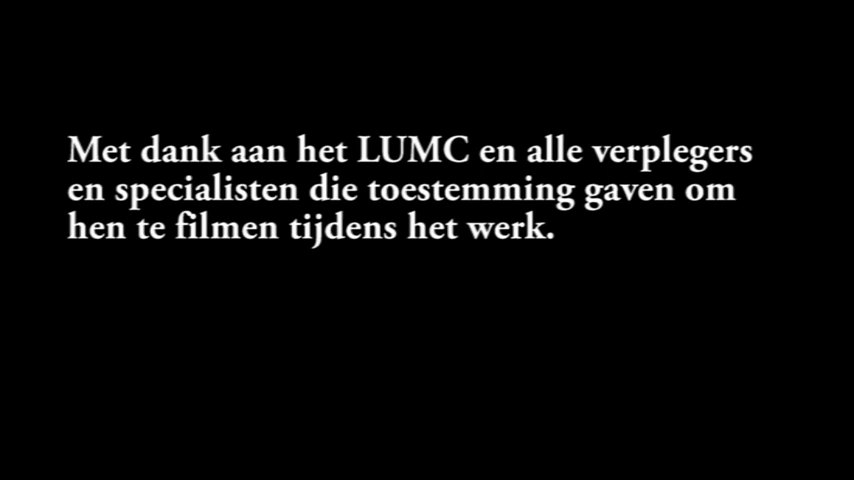 Met dank aan het LUMC en alle verplegers
en specialisten die toestemming gaven om
hen te filmen tijdens het werk.